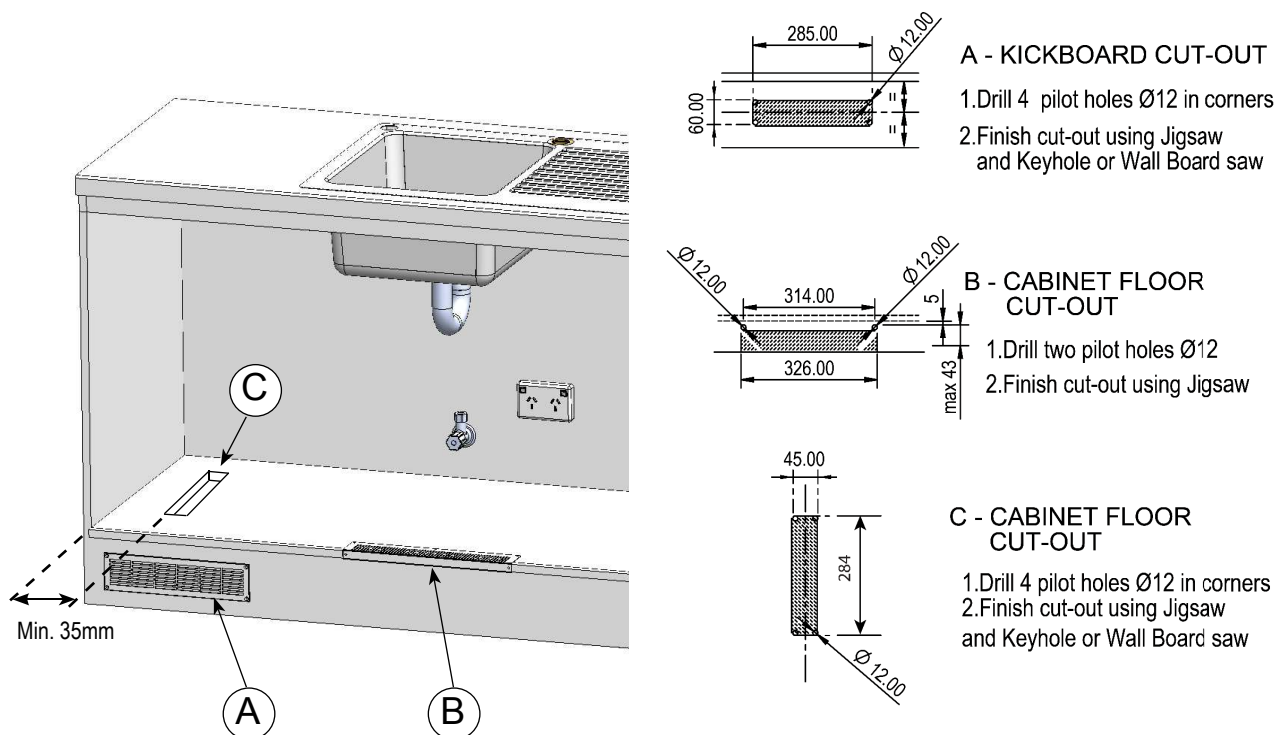 285.00
Ø 12.00
60.00
=
=
A - KICKBOARD CUT-OUT
1.Drill 4 pilot holes Ø12 in corners
2.Finish cut-out using Jigsaw
and Keyhole or Wall Board saw
Ø 12.00
314.00
Ø 12.00
5
326.00
max 43
B - CABINET FLOOR
CUT-OUT
1.Drill two pilot holes Ø12
2.Finish cut-out using Jigsaw
45.00
284
Ø 12.00
C - CABINET FLOOR
CUT-OUT
1.Drill 4 pilot holes Ø12 in corners
2.Finish cut-out using Jigsaw
and Keyhole or Wall Board saw
C
Min. 35mm
A
B